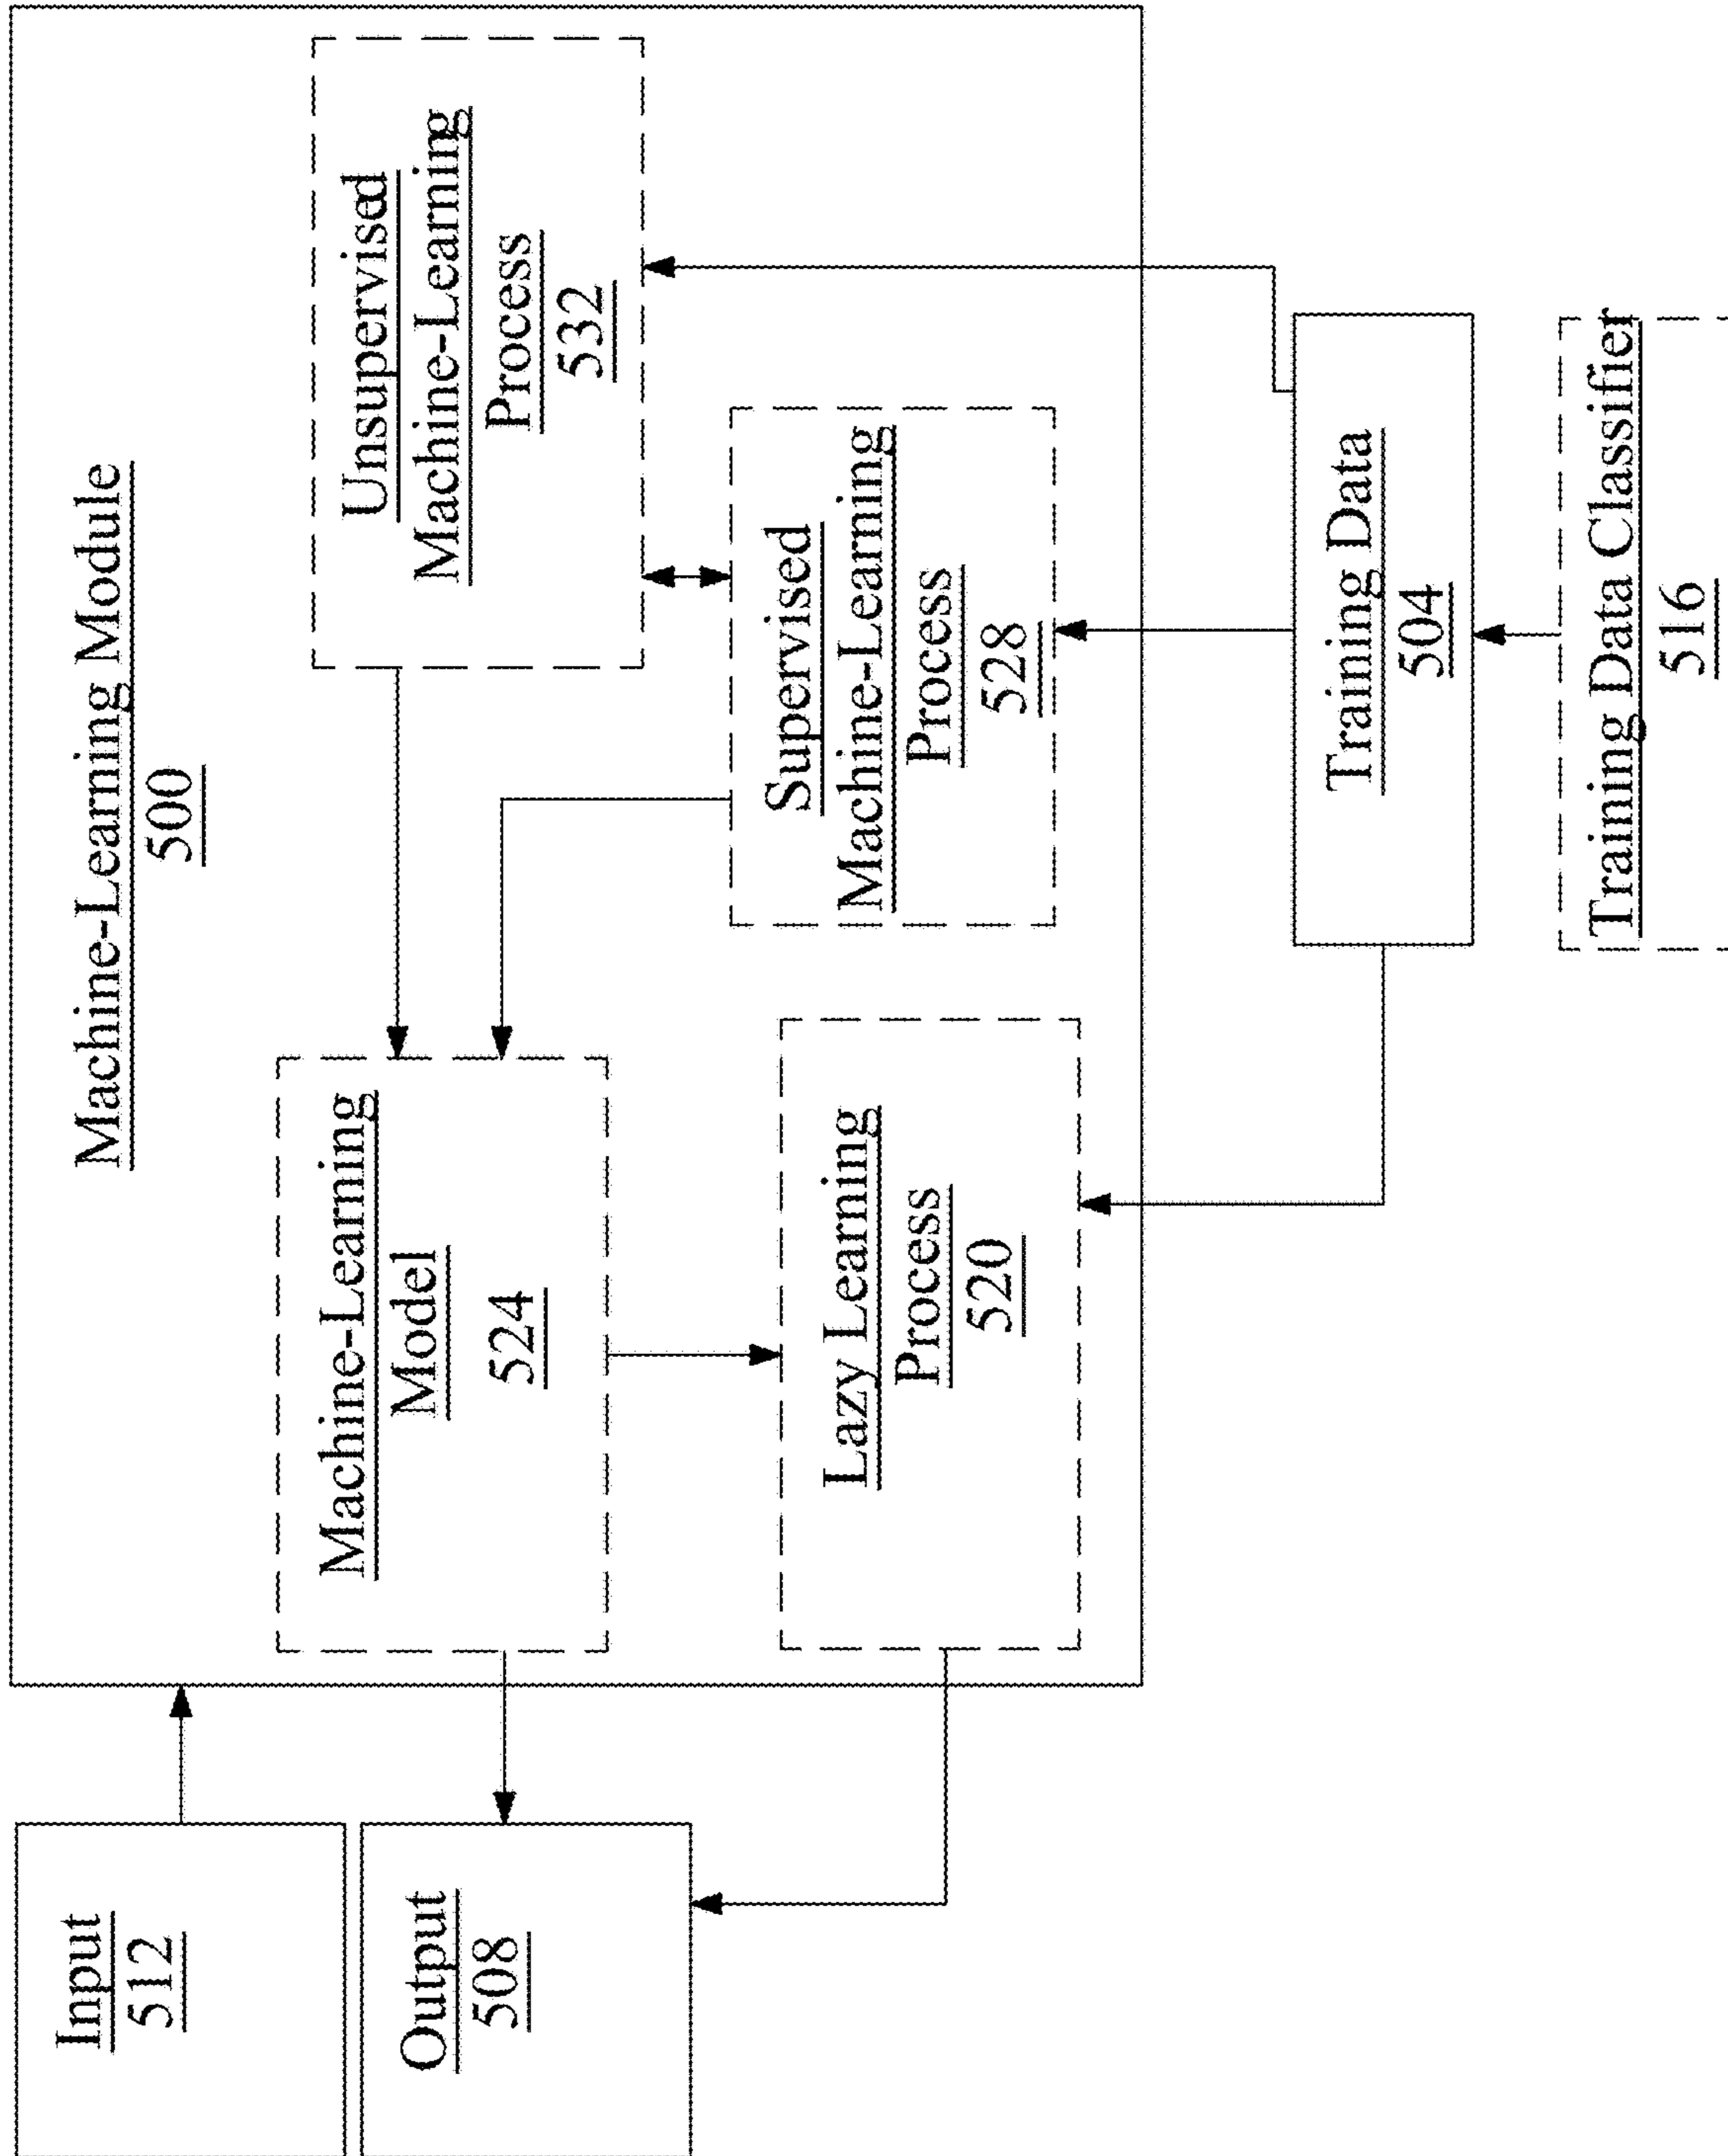 Machine-Learning Module
500
Input
512
Output
508
Machine-Learning
Model
524
Unsupervised
Machine-Learning
Process
532
Lazy Learning
Process
520
Supervised
Machine-Learning
Process
528
Training Data
504
Training Data Classifier
516